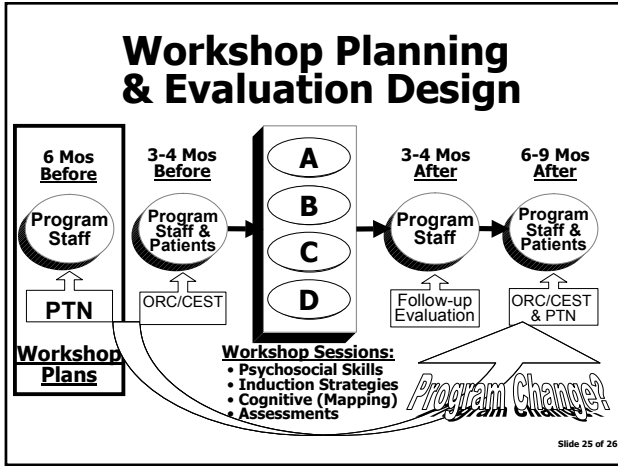 Workshop Planning
& Evaluation Design
6 Mos
Before
Program
Staff
PTN
Workshop
Plans
3-4 Mos
Before
Program
Staff &
Patients
ORC/CEST
A
B
C
D
Workshop Sessions:
• Psychosocial Skills
• Induction Strategies
• Cognitive (Mapping)
• Assessments
3-4 Mos
After
Program
Staff
Follow-up
Evaluation
6-9 Mos
After
Program
Staff &
Patients
ORC/CEST
& PTN
Program Change?
Slide 25 of 26